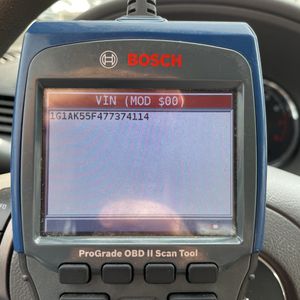 BOSCH
VIN (MOD $00)
1G1AK55F477374114
ProGrade OBD II Scan Tool